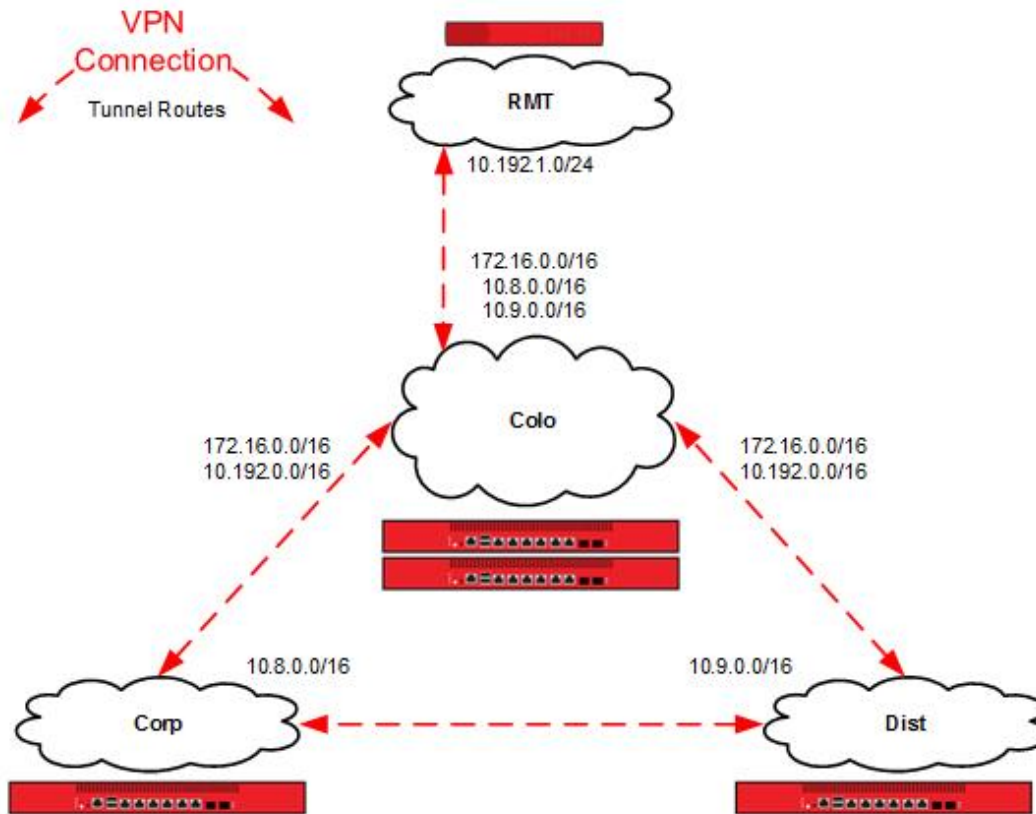 VPN
Connection
Tunnel Routes
RMT
10.192.1.0/24
172.16.0.0/16
10.8.0.0/16
10.9.0.0/16
Colo
172.16.0.0/16
10.192.0.0/16
172.16.0.0/16
10.192.0.0/16
10.8.0.0/16
10.9.0.0/16
Corp
Dist